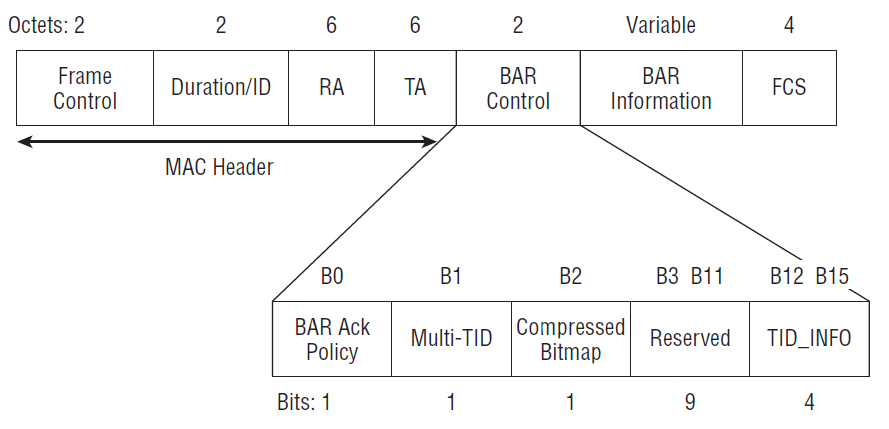 Octets: 2 2 6 6 2 Variable 4
Frame
Control
Duration/ID
RA
TA
BAR
Control
BAR
Information
FCS
MAC Header
B0 B1 B2 B3 B11 B12 B15
BAR Ack
Policy
Multi-TID
Compressed
Bitmap
Reserved
TID_INFO
Bits: 1 1 1 9 4